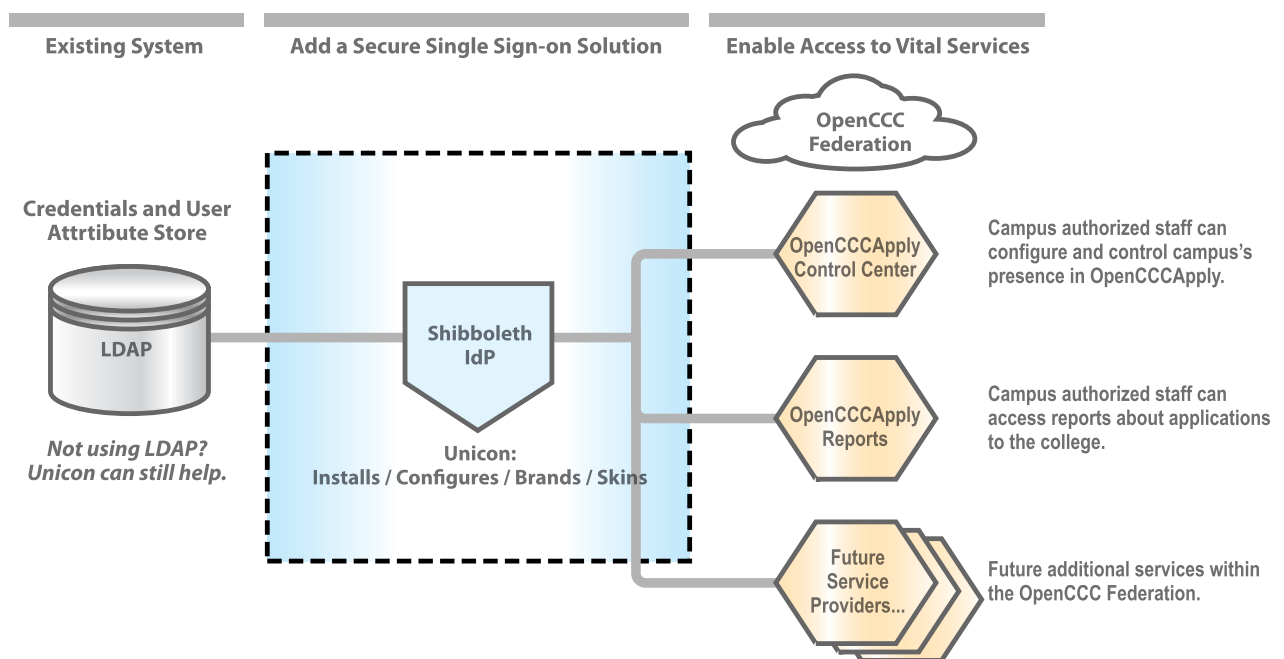 Existing System
Add a Secure Single Sign-on Solution
Enable Access to Vital Services
OpenCCC
Federation
Credentials and User
Attrtibute Store
LDAP
Not using LDAP?
Unicon can still help.
Shibboleth
IdP
Unicon:
Installs / Configures / Brands / Skins
OpenCCCApply
Control Center
Campus authorized staff can
configure and control campus's
presence in OpenCCCApply.
OpenCCCApply
Reports
Campus authorized staff can
access reports about applications
to the college.
Future
Service
Providers...
Future additional services within
the OpenCCC Federation.